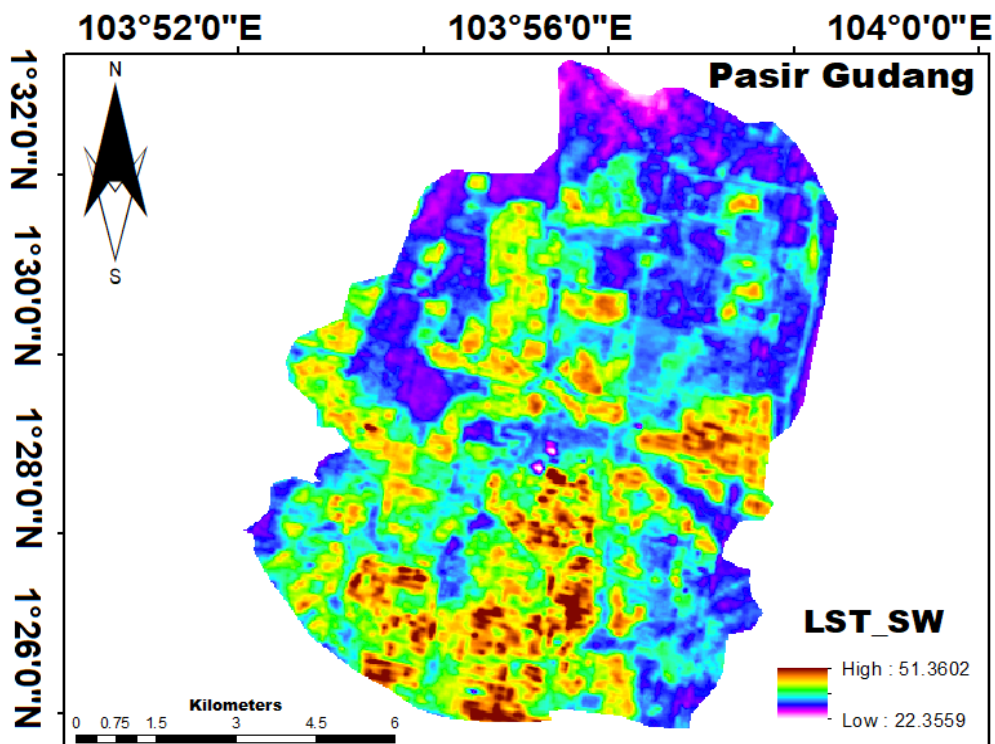 103°52'0"E 103°56'0"E 104°0'0"E
Pasir Gudang
N
S
1°32'0"N
1°30'0"N
1°28'0"N
1°26'0"N
LST_SW
High : 51.3602
Low : 22.3559
Kilometers
0 0.75 1.5 3 4.5 6